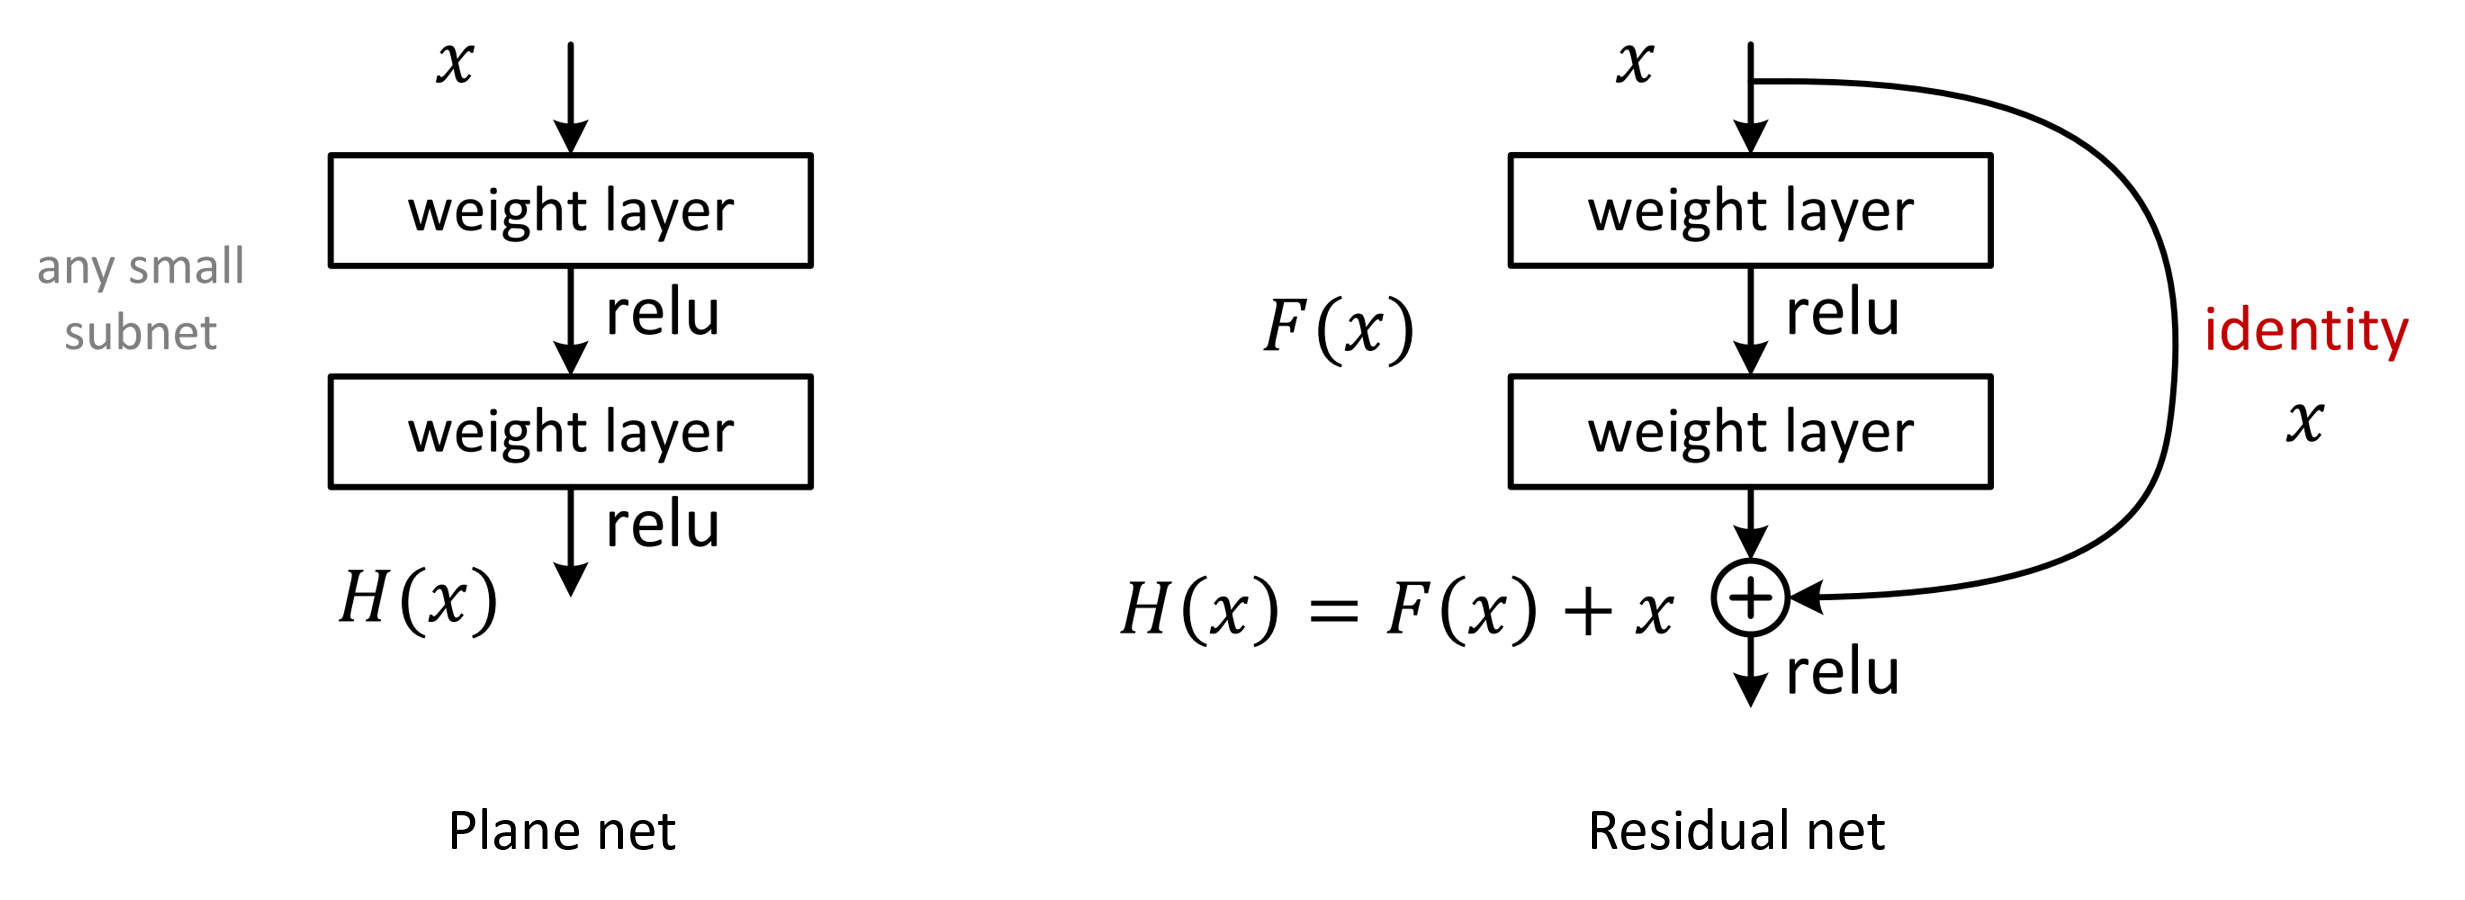 x
weight layer
any small
subnet
relu
weight layer
relu
H(x)
Plane net
x
weight layer
F(x)
relu
identity
x
weight layer
H(x) = F(x) + x
+
relu
Residual net